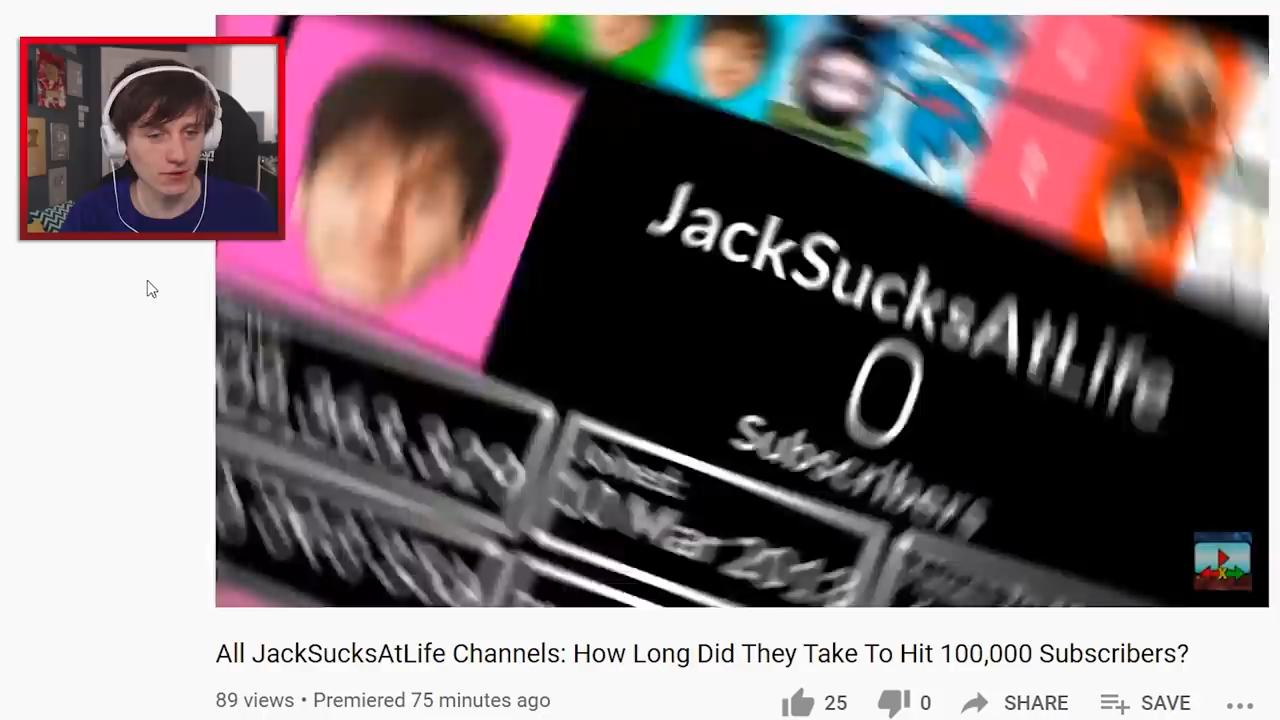 JackSucksAtLife
0
Subscribers
All JackSucksAtLife Channels: How Long Did They Take To Hit 100,000 Subscribers?
89 views • Premiered 75 minutes ago
25
0
SHARE
SAVE